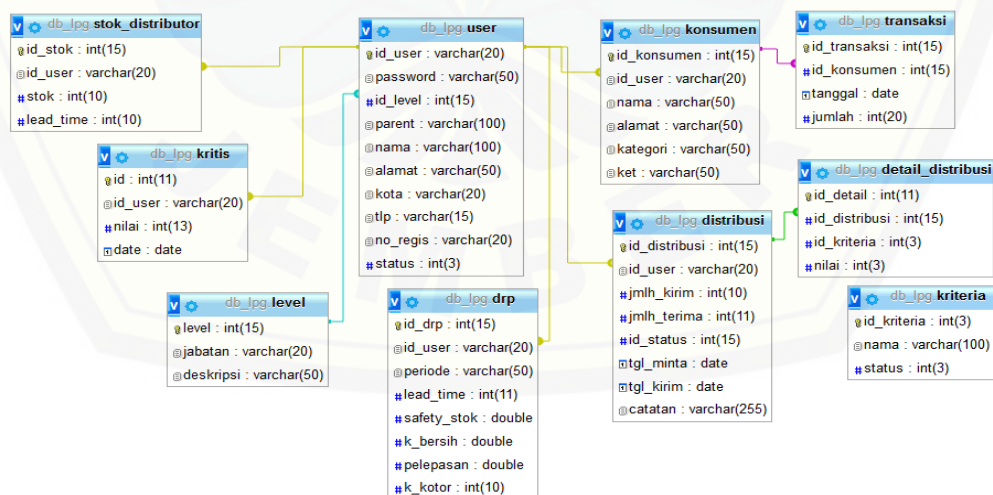 db_lpg.stok_distributor
id_stok : int(15)
id_user : varchar(20)
stok : int(10)
lead_time : int(10)
db_lpg.user
id_user : varchar(20)
password : varchar(50)
id_level : int(15)
parent : varchar(100)
nama : varchar(100)
alamat : varchar(50)
kota : varchar(20)
tlp : varchar(15)
no_regis : varchar(20)
status : int(3)
db_lpg.konsumen
id_konsumen : int(15)
id_user : varchar(20)
nama : varchar(50)
alamat : varchar(50)
kategori : varchar(50)
ket : varchar(50)
db_lpg.transaksi
id_transaksi : int(15)
id_konsumen : int(15)
tanggal : date
jumlah : int(20)
db_lpg.kritis
id : int(11)
id_user : varchar(20)
nilai : int(13)
date : date
db_lpg.detail_distribusi
id_detail : int(11)
id_distribusi : int(15)
id_kriteria : int(3)
nilai : int(3)
db_lpg.distribusi
id_distribusi : int(15)
id_user : varchar(20)
jmlh_kirim : int(10)
jmlh_terima : int(11)
id_status : int(15)
tgl_minta : date
tgl_kirim : date
catatan : varchar(255)
db_lpg.level
level : int(15)
jabatan : varchar(20)
deskripsi : varchar(50)
db_lpg.drp
id_drp : int(15)
id_user : varchar(20)
periode : varchar(50)
lead_time : int(11)
safety_stok : double
k_bersih : double
pelepasan : double
k_kotor : int(10)
db_lpg.kriteria
id_kriteria : int(3)
nama : varchar(100)
status : int(3)